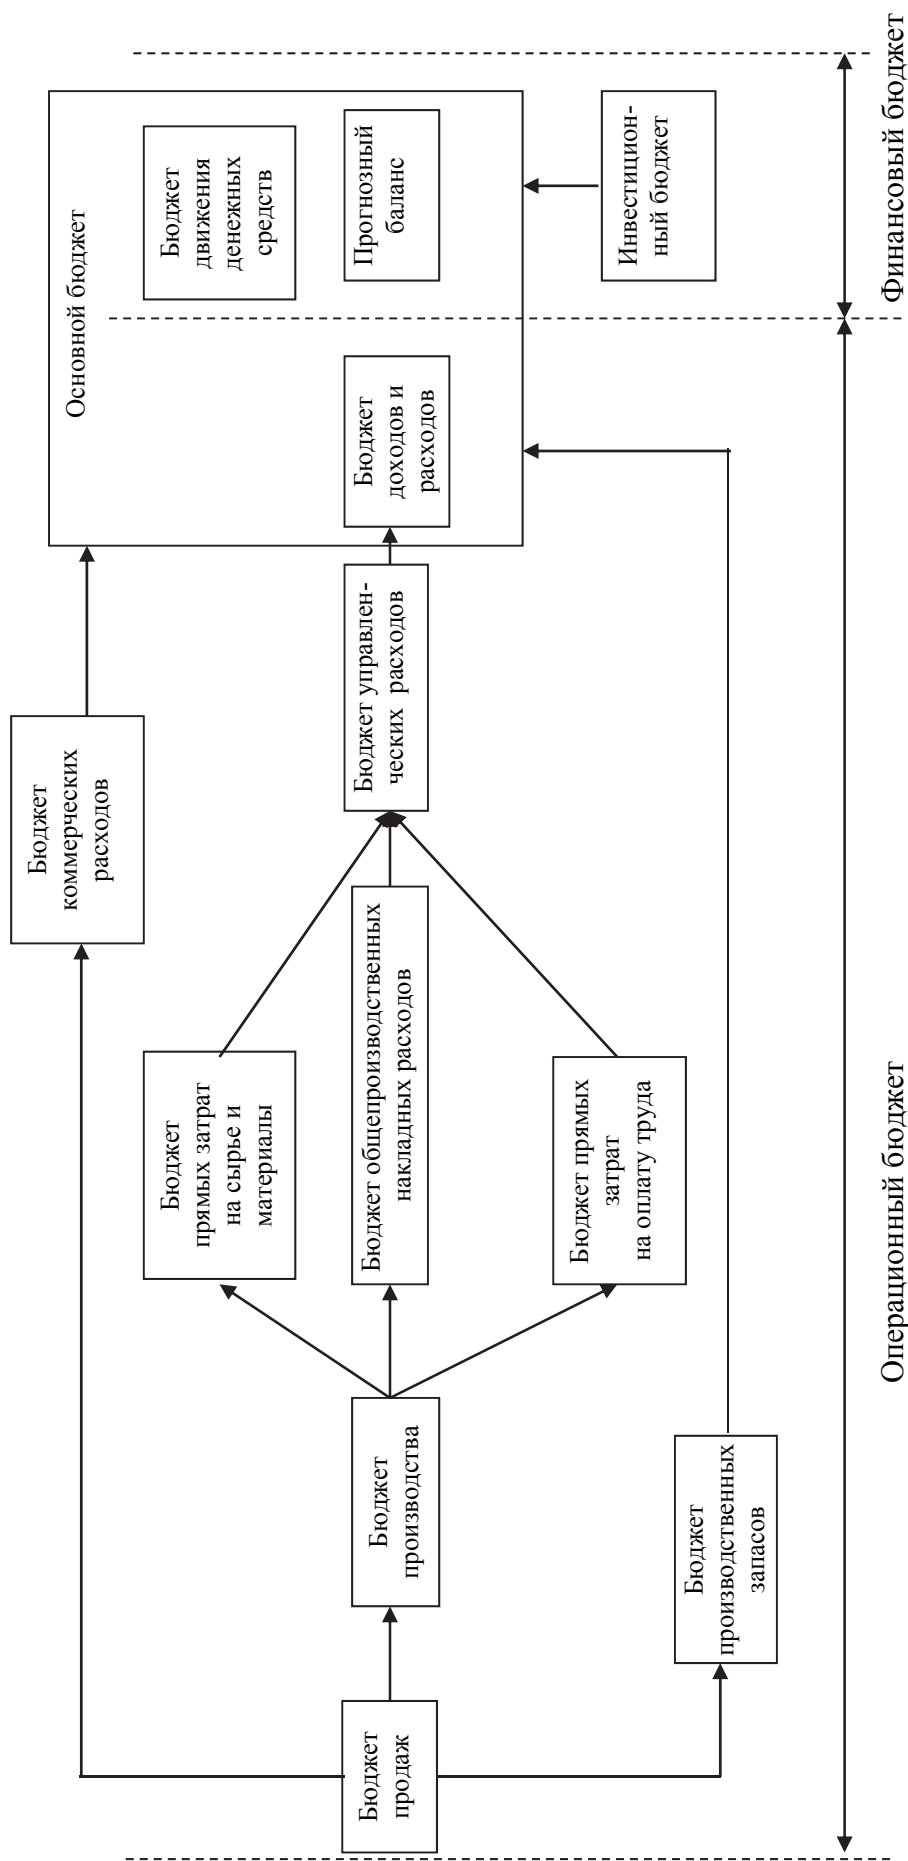 Основной бюджет
Бюджет
коммерческих
расходов
Бюджет
прямых затрат
на сырье и
материалы
Бюджет
движения
денежных
средств
Бюджет
продаж
Бюджет
производства
Бюджет общепроизводственных
накладных расходов
Бюджет управлен-
ческих расходов
Бюджет
доходов и
расходов
Прогнозный
баланс
Бюджет прямых
затрат
на оплату труда
Инвестицион-
ный бюджет
Бюджет
производственных
запасов
Операционный бюджет
Финансовый бюджет